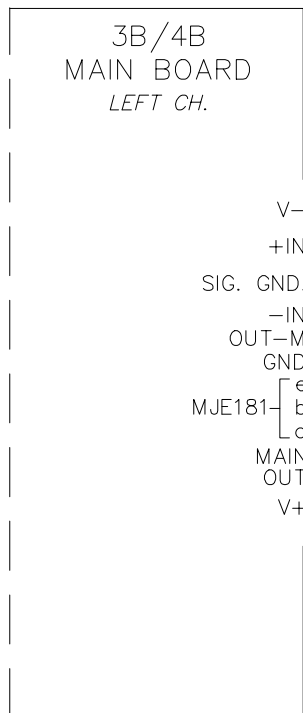 3B/4B
MAIN BOARD
LEFT CH.
V-
+IN
SIG. GND.
-IN
OUT-M
GND
e
MJE181
b
c
MAIN
OUT
V+